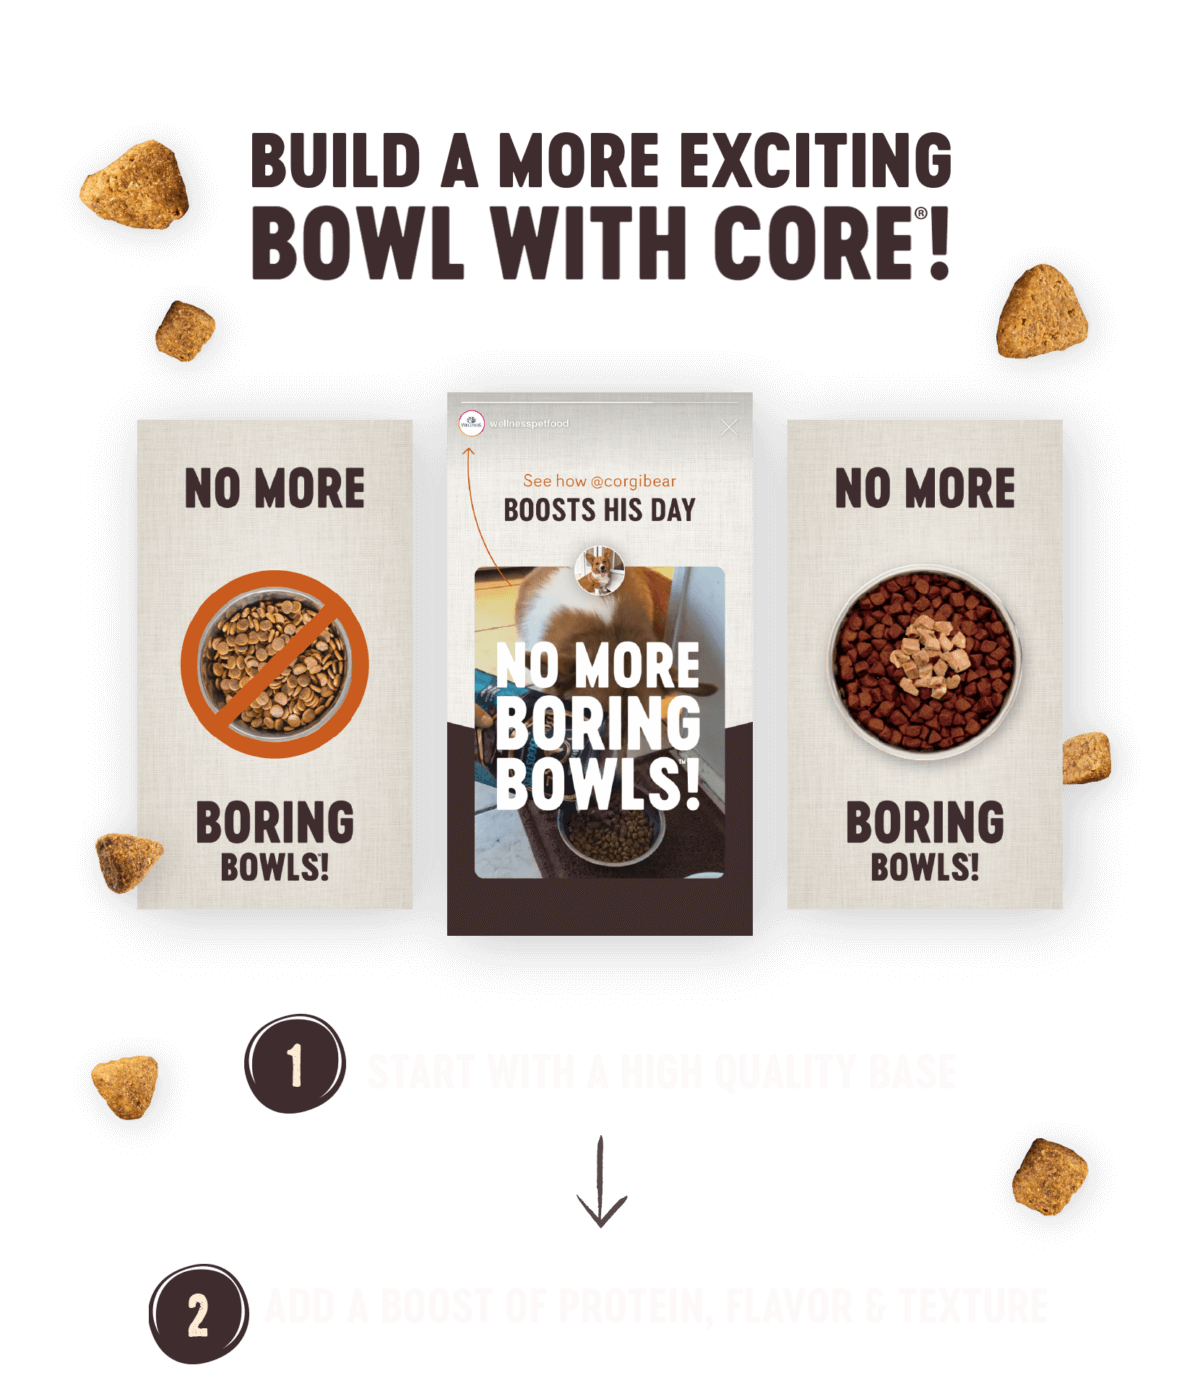 BUILD A MORE EXCITING
BOWL WITH CORE®!
NO MORE
BORING
BOWLS!
wellnesspetfood
See how @corgibear
BOOSTS HIS DAY
NO MORE
BORING
BOWLS™!
NO MORE
BORING
BOWLS!
1 START WITH A HIGH QUALITY BASE
2 ADD A BOOST OF PROTEIN, FLAVOR & TEXTURE